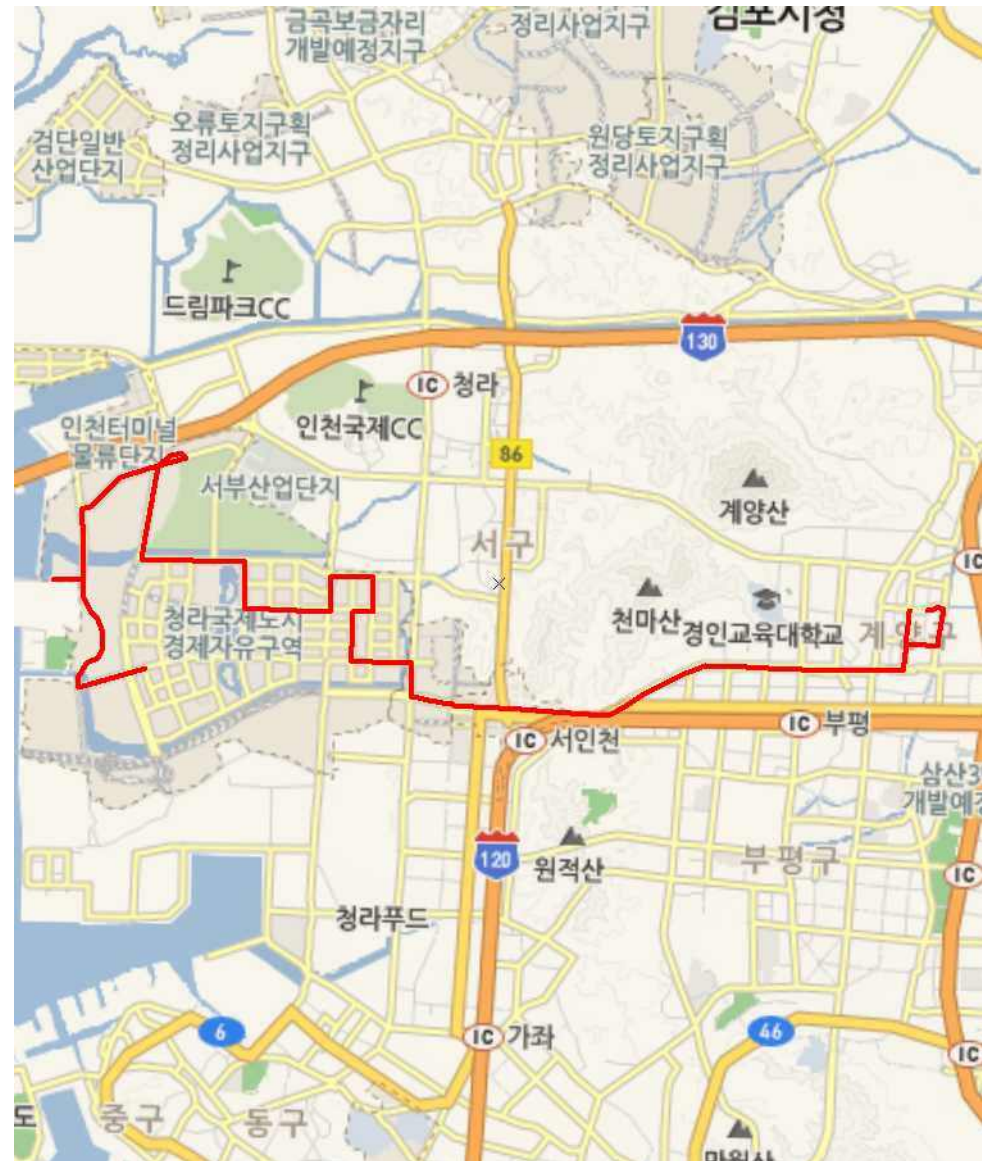 금곡보금자리
개발예정지구
정리사업지구
김포시청
오류토지구획
정리사업지구
검단일반
산업단지
원당토지구획
정리사업지구
드림파크CC
130
IC 청라
인천국제CC
인천터미널
물류단지
86
서부산업단지
계양산
서구
IC
천마산
경인교육대학교
계양구
청라국제도시
경제자유구역
IC 부평
IC 서인천
삼산3
개발예정
120
원적산
부평구
IC
청라푸드
6
IC 가좌
46
IC
도
중구
동구